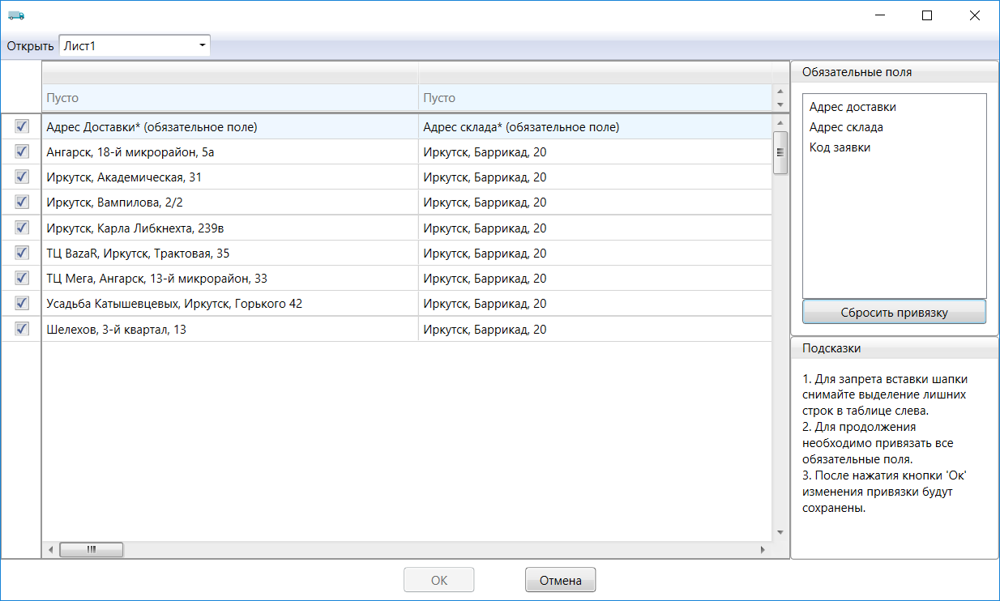 Открыть Лист1
Пусто Пусто
Адрес Доставки* (обязательное поле) Адрес склада* (обязательное поле)
Ангарск, 18-й микрорайон, 5а Иркутск, Баррикад, 20
Иркутск, Академическая, 31 Иркутск, Баррикад, 20
Иркутск, Вампилова, 2/2 Иркутск, Баррикад, 20
Иркутск, Карла Либкнехта, 239в Иркутск, Баррикад, 20
ТЦ BazaR, Иркутск, Трактовая, 35 Иркутск, Баррикад, 20
ТЦ Мега, Ангарск, 13-й микрорайон, 33 Иркутск, Баррикад, 20
Усадьба Катышевцевых, Иркутск, Горького 42 Иркутск, Баррикад, 20
Шелехов, 3-й квартал, 13 Иркутск, Баррикад, 20
Обязательные поля
Адрес доставки
Адрес склада
Код заявки
Сбросить привязку
Подсказки
1. Для запрета вставки шапки
снимайте выделение лишних
строк в таблице слева.
2. Для продолжения
необходимо привязать все
обязательные поля.
3. После нажатия кнопки 'Ок'
изменения привязки будут
сохранены.
ОК Отмена